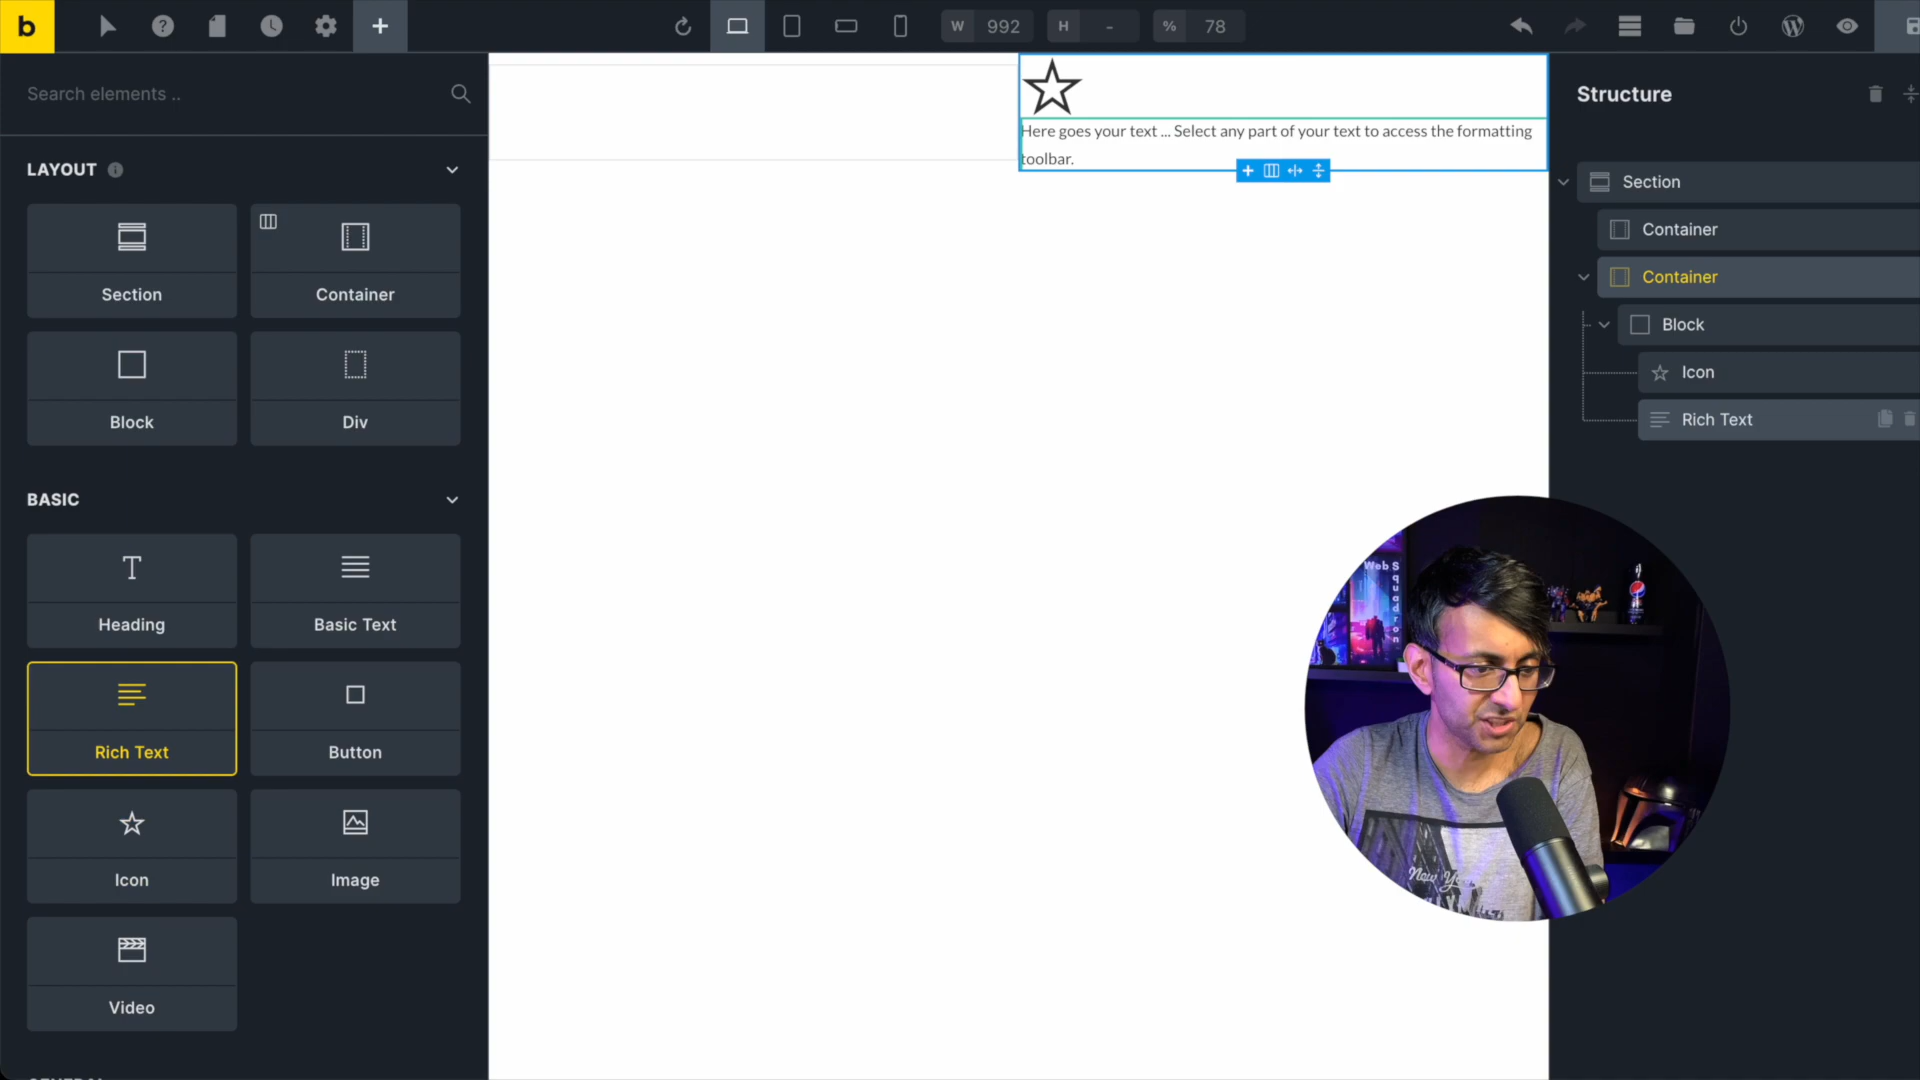 b
W 992
H -
% 78
Search elements ..
Structure
LAYOUT
Section
Container
Block
Div
BASIC
Heading
Basic Text
Rich Text
Button
Icon
Image
Video
Here goes your text ... Select any part of your text to access the formatting
toolbar.
Section
Container
Container
Block
Icon
Rich Text
Web S
q
u
a
d
r
o
n